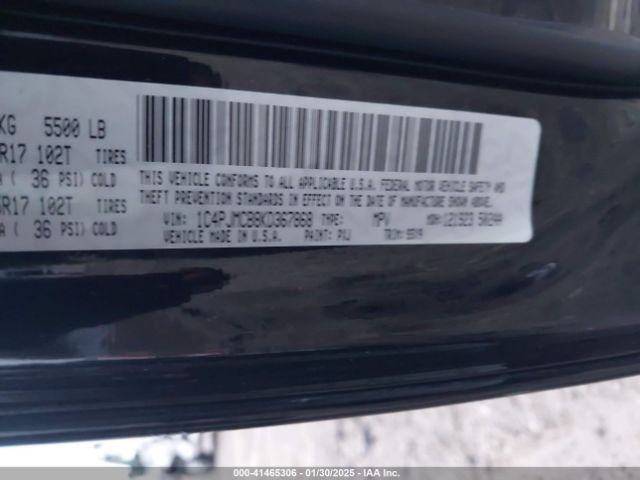 KG 5500 LB
R17 102T TIRES
( 36 PSI) COLD
R17 102T TIRES
A ( 36 PSI) COLD
THIS VEHICLE CONFORMS TO ALL APPLICABLE U.S.A. FEDERAL MOTOR VEHICLE SAFETY AND
THEFT PREVENTION STANDARDS IN EFFECT ON THE DATE OF MANUFACTURE SHOWN ABOVE.
VIN: TYPE: MPV
VEHICLE MADE IN U.S.A. PAINT: PXJ TRIM:
000-41465306 - 01/30/2025 - IAA Inc.